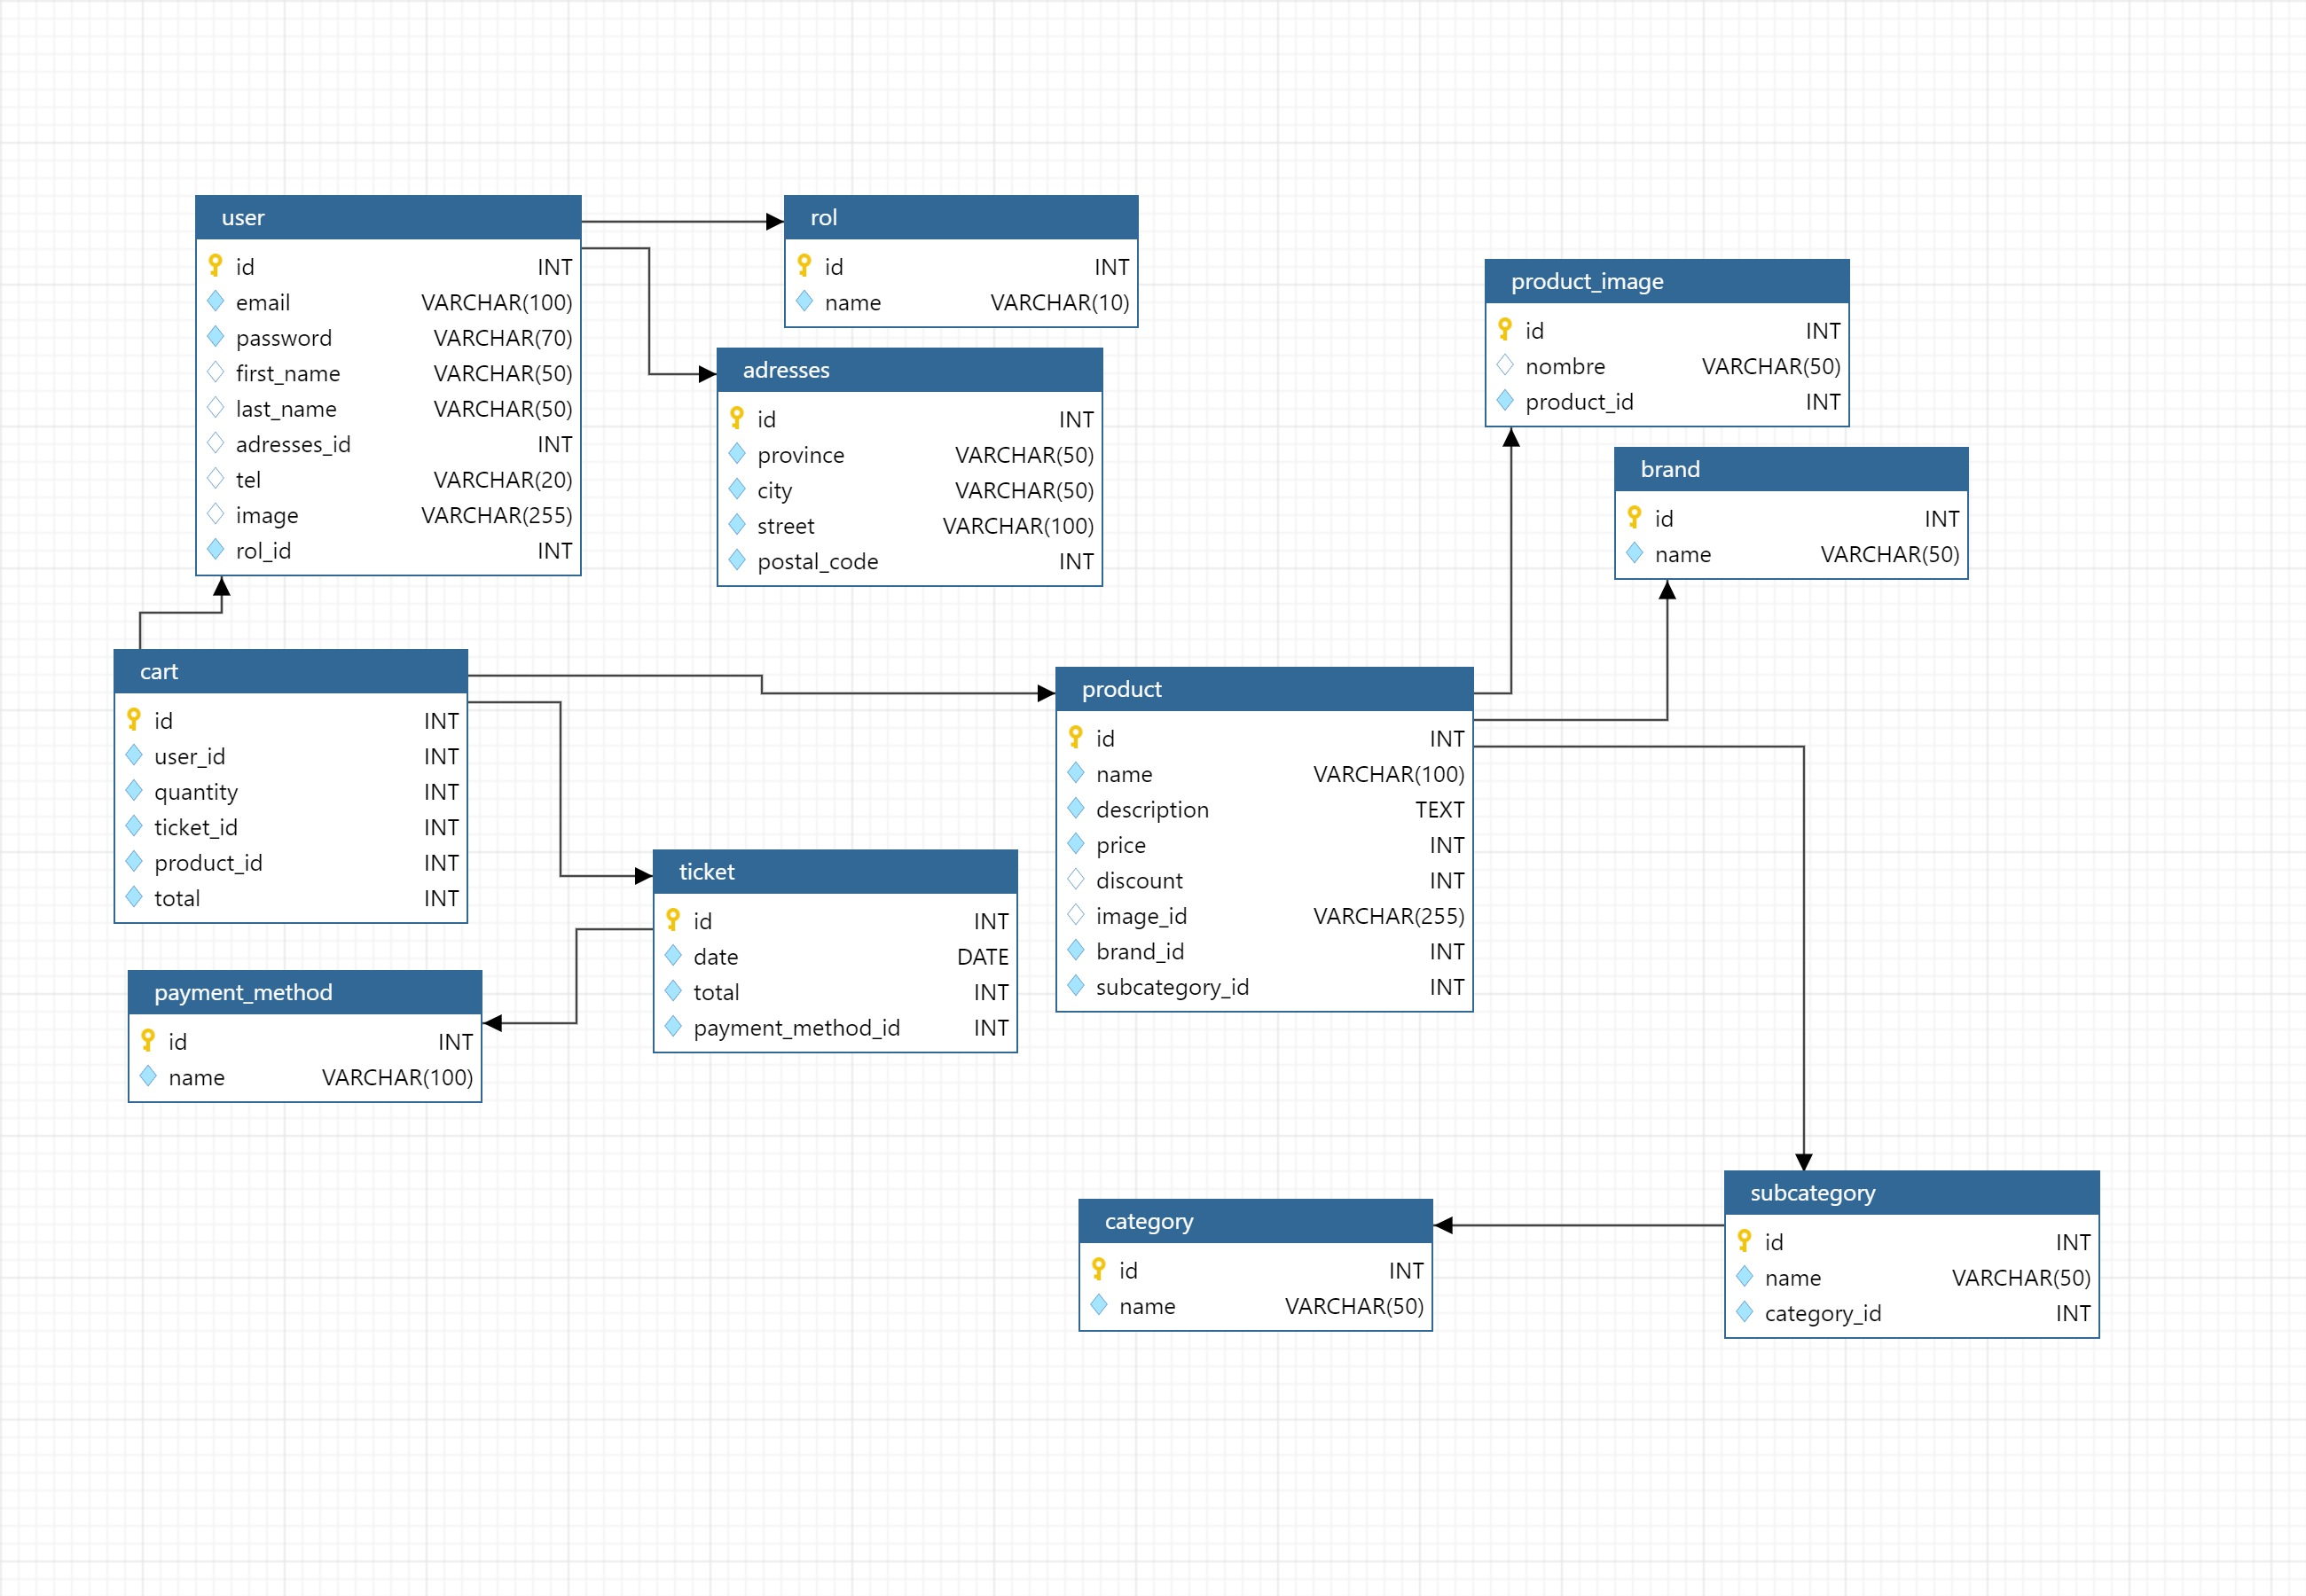 user
id INT
email VARCHAR(100)
password VARCHAR(70)
first_name VARCHAR(50)
last_name VARCHAR(50)
adresses_id INT
tel VARCHAR(20)
image VARCHAR(255)
rol_id INT
rol
id INT
name VARCHAR(10)
adresses
id INT
province VARCHAR(50)
city VARCHAR(50)
street VARCHAR(100)
postal_code INT
product_image
id INT
nombre VARCHAR(50)
product_id INT
brand
id INT
name VARCHAR(50)
cart
id INT
user_id INT
quantity INT
ticket_id INT
product_id INT
total INT
product
id INT
name VARCHAR(100)
description TEXT
price INT
discount INT
image_id VARCHAR(255)
brand_id INT
subcategory_id INT
ticket
id INT
date DATE
total INT
payment_method_id INT
payment_method
id INT
name VARCHAR(100)
category
id INT
name VARCHAR(50)
subcategory
id INT
name VARCHAR(50)
category_id INT